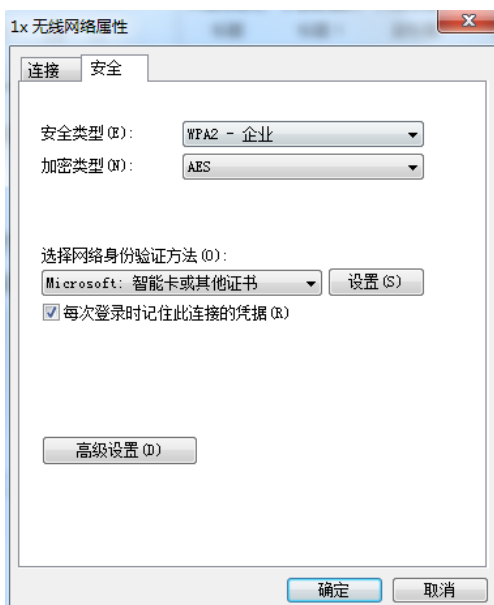 1x 无线网络属性
连接 安全
安全类型(E): WPA2 - 企业
加密类型(N): AES
选择网络身份验证方法(O):
Microsoft: 智能卡或其他证书 设置(S)
每次登录时记住此连接的凭据(R)
高级设置(D)
确定 取消